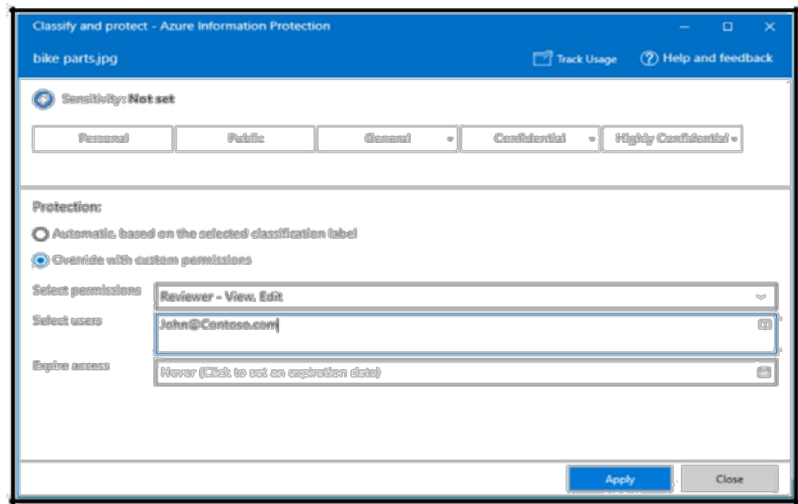 Classify and protect - Azure Information Protection
bike parts.jpg
Track Usage
Help and feedback
Sensitivity: Not set
Personal
Public
General
Confidential
Highly Confidential
Protection:
Automatic, based on the selected classification label
Override with custom permissions
Select permissions
Reviewer - View, Edit
Select users
John@Contoso.com
Expire access
Never (Click to set an expiration date)
Apply
Close